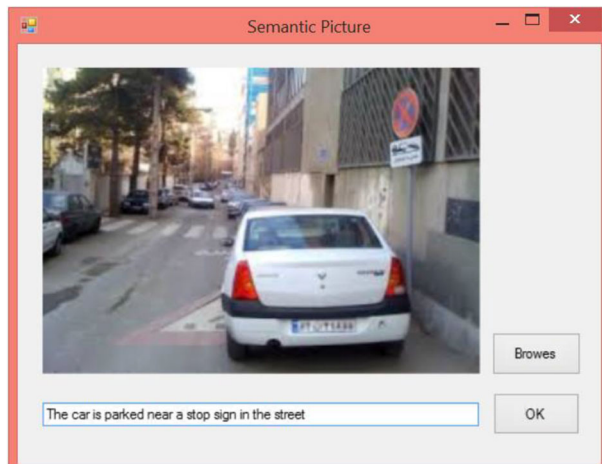 Semantic Picture
Browes
The car is parked near a stop sign in the street
OK